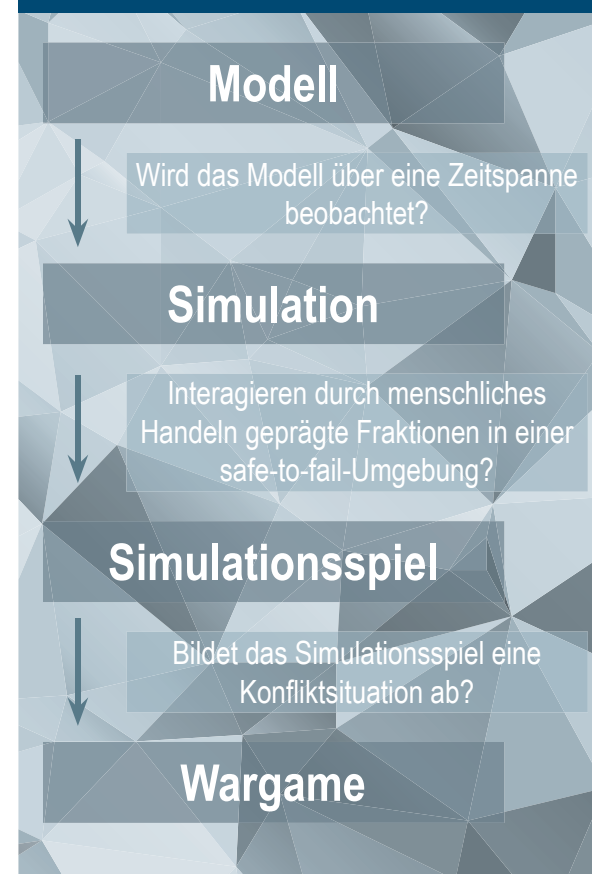 Modell
Wird das Modell über eine Zeitspanne
beobachtet?
Simulation
Interagieren durch menschliches
Handeln geprägte Fraktionen in einer
safe-to-fail-Umgebung?
Simulationsspiel
Bildet das Simulationsspiel eine
Konfliktsituation ab?
Wargame